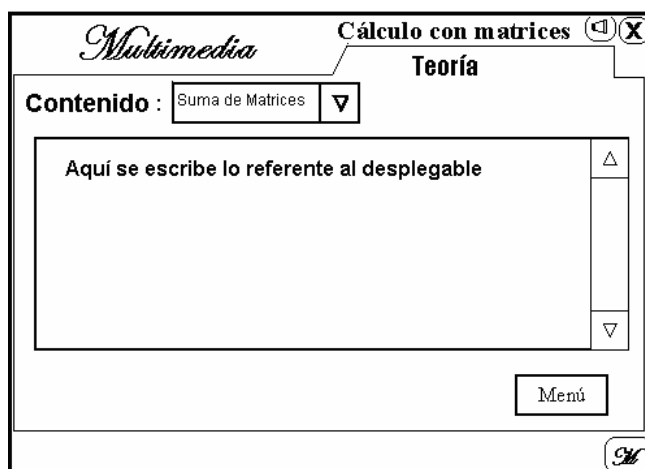 Multimedia
Cálculo con matrices X
Teoría
Contenido : Suma de Matrices
Aquí se escribe lo referente al desplegable
Menú
M